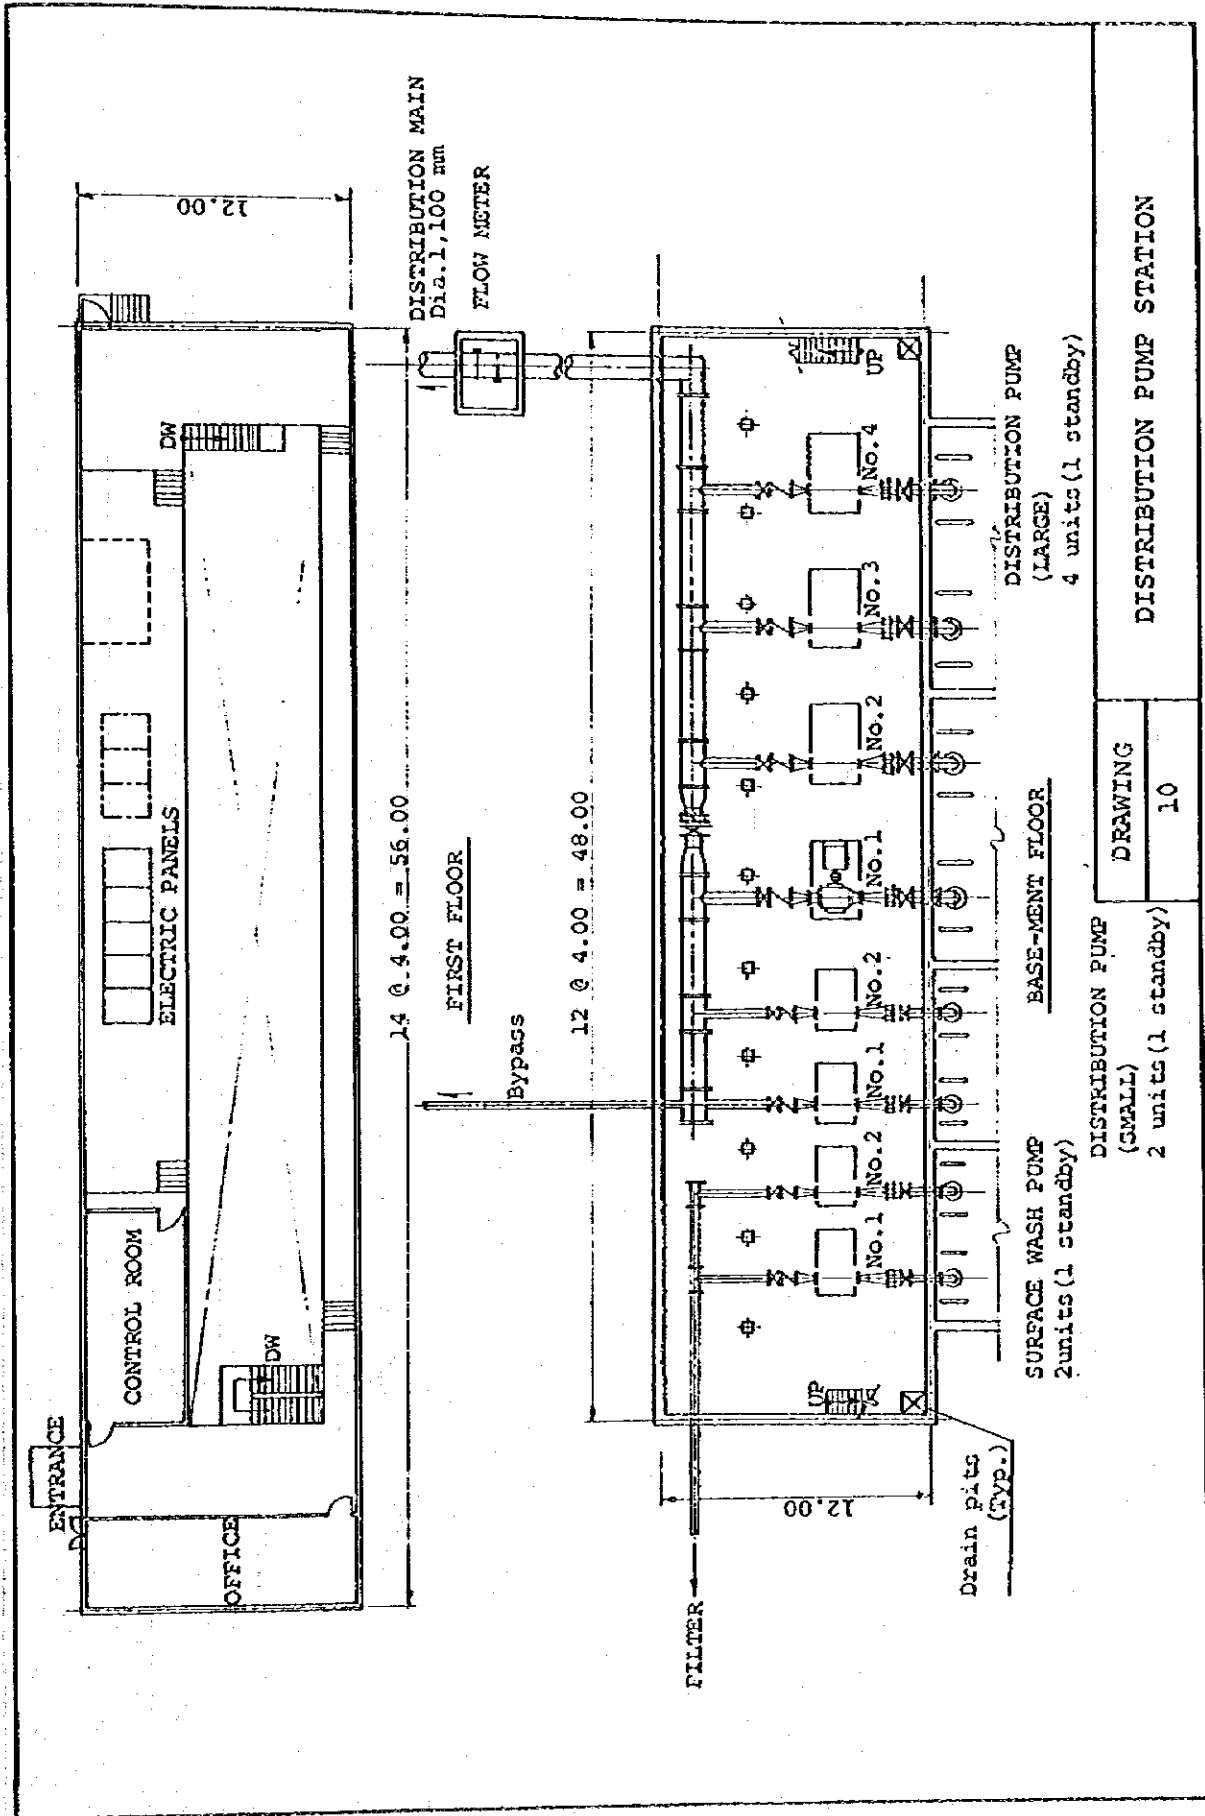 ENTRANCE
OFFICE
CONTROL ROOM
DW
ELECTRIC PANELS
DW
12.00
14 @ 4.00 = 56.00
FIRST FLOOR
DISTRIBUTION MAIN
Dia.1,100 mm
FLOW METER
Bypass
12 @ 4.00 = 48.00
FILTER
12.00
UP
No.1
No.2
No.1
No.2
No.1
No.2
No.3
No.4
UP
Drain pits
(Typ.)
SURFACE WASH PUMP
2units(1 standby)
DISTRIBUTION PUMP
(SMALL)
2 units(1 standby)
BASE-MENT FLOOR
DISTRIBUTION PUMP
(LARGE)
4 units(1 standby)
DRAWING
10
DISTRIBUTION PUMP STATION